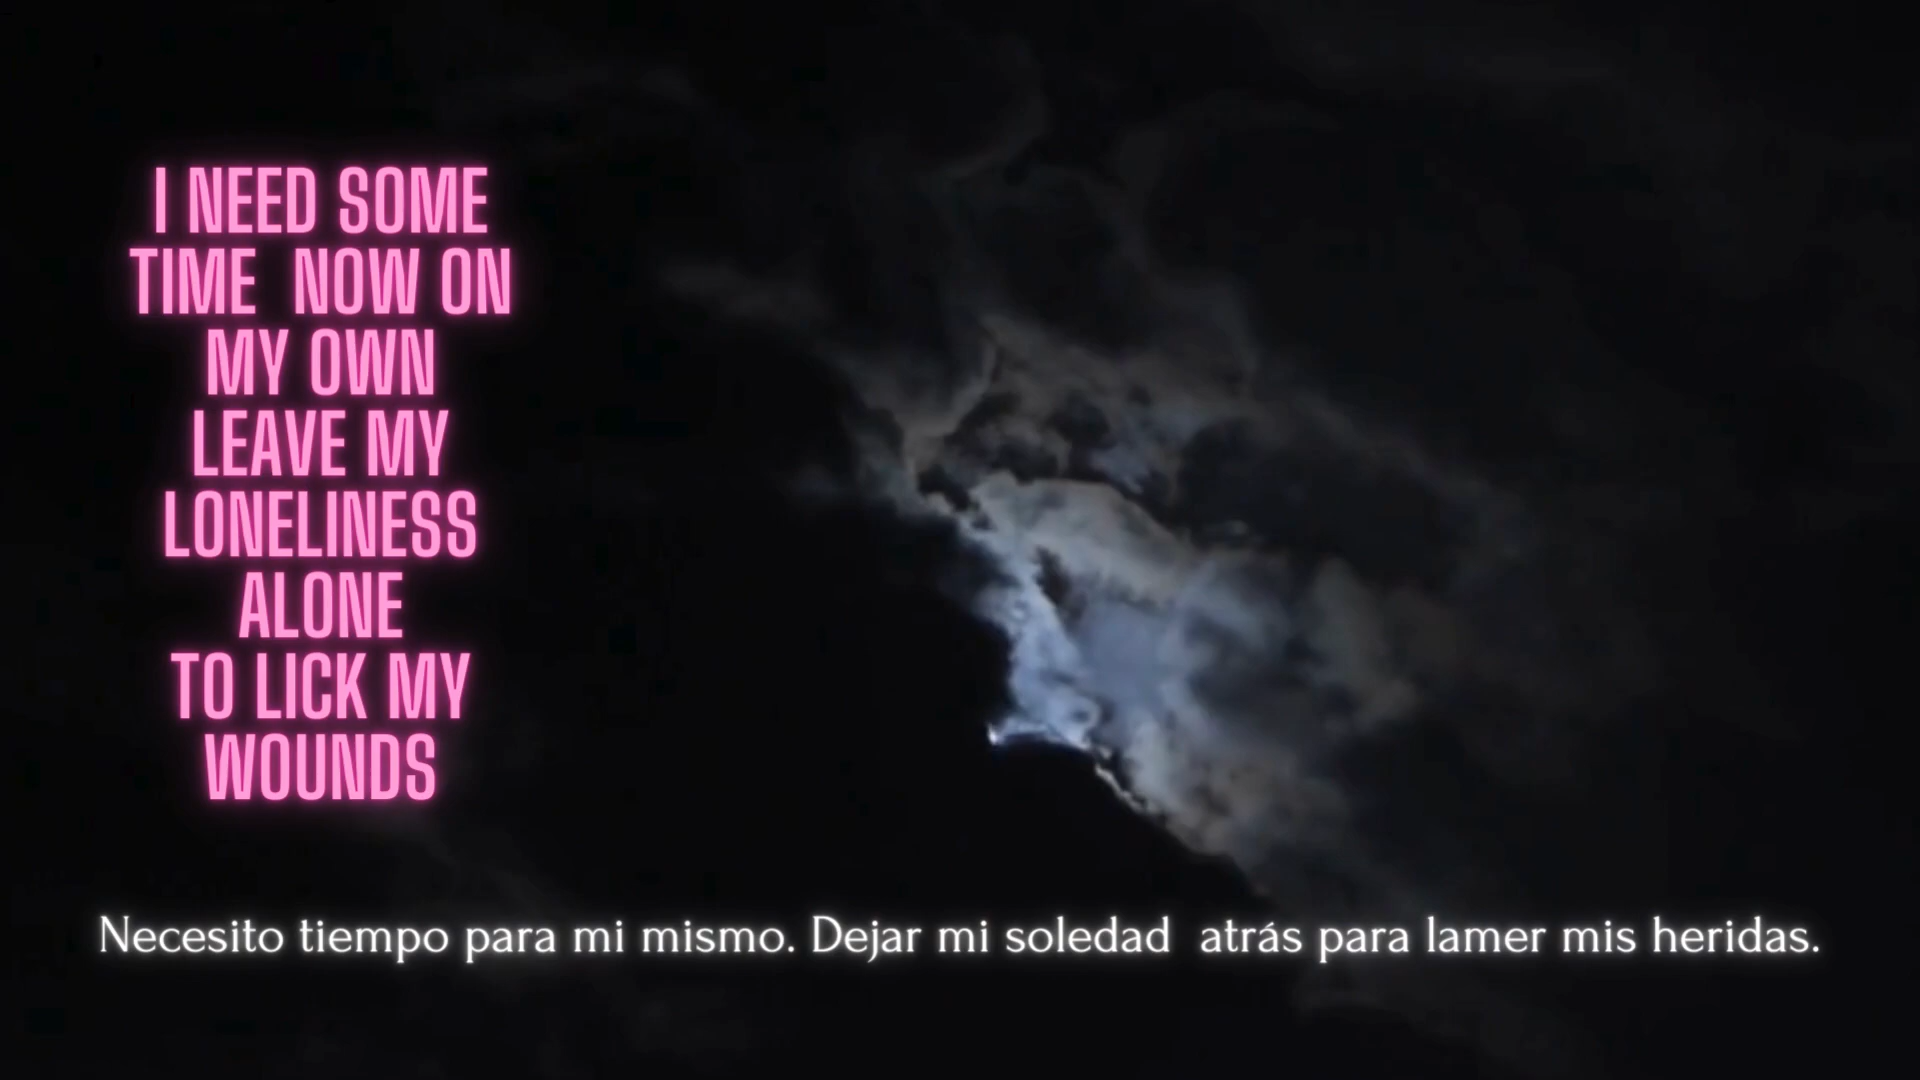 I NEED SOME
TIME  NOW ON
MY OWN
LEAVE MY
LONELINESS
ALONE
TO LICK MY
WOUNDS
Necesito tiempo para mi mismo. Dejar mi soledad  atrás para lamer mis heridas.